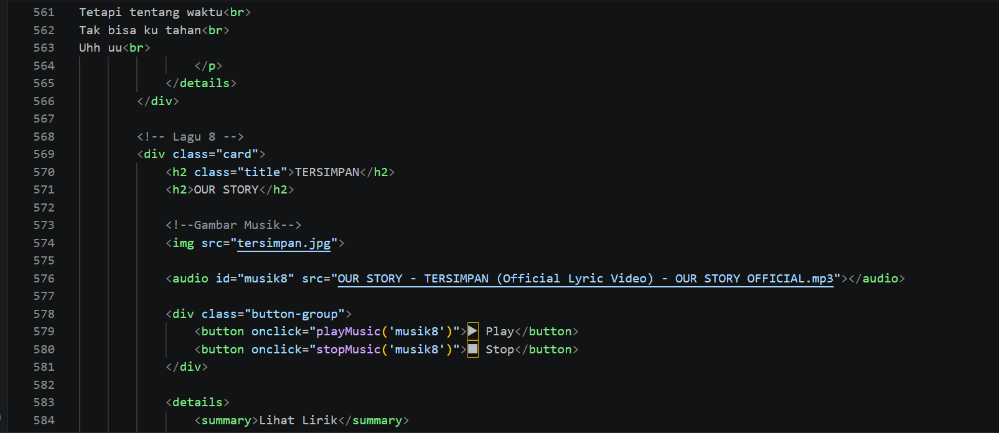 561 Tetapi tentang waktu<br>
562 Tak bisa ku tahan<br>
563 Uhh uu<br>
564 </p>
565 </details>
566 </div>
567
568 <!-- Lagu 8 -->
569 <div class="card">
570 <h2 class="title">TERSIMPAN</h2>
571 <h2>OUR STORY</h2>
572
573 <!--Gambar Musik-->
574 <img src="tersimpan.jpg">
575
576 <audio id="musik8" src="OUR STORY - TERSIMPAN (Official Lyric Video) - OUR STORY OFFICIAL.mp3"></audio>
577
578 <div class="button-group">
579 <button onclick="playMusic('musik8')">▶ Play</button>
580 <button onclick="stopMusic('musik8')">⏹ Stop</button>
581 </div>
582
583 <details>
584 <summary>Lihat Lirik</summary>